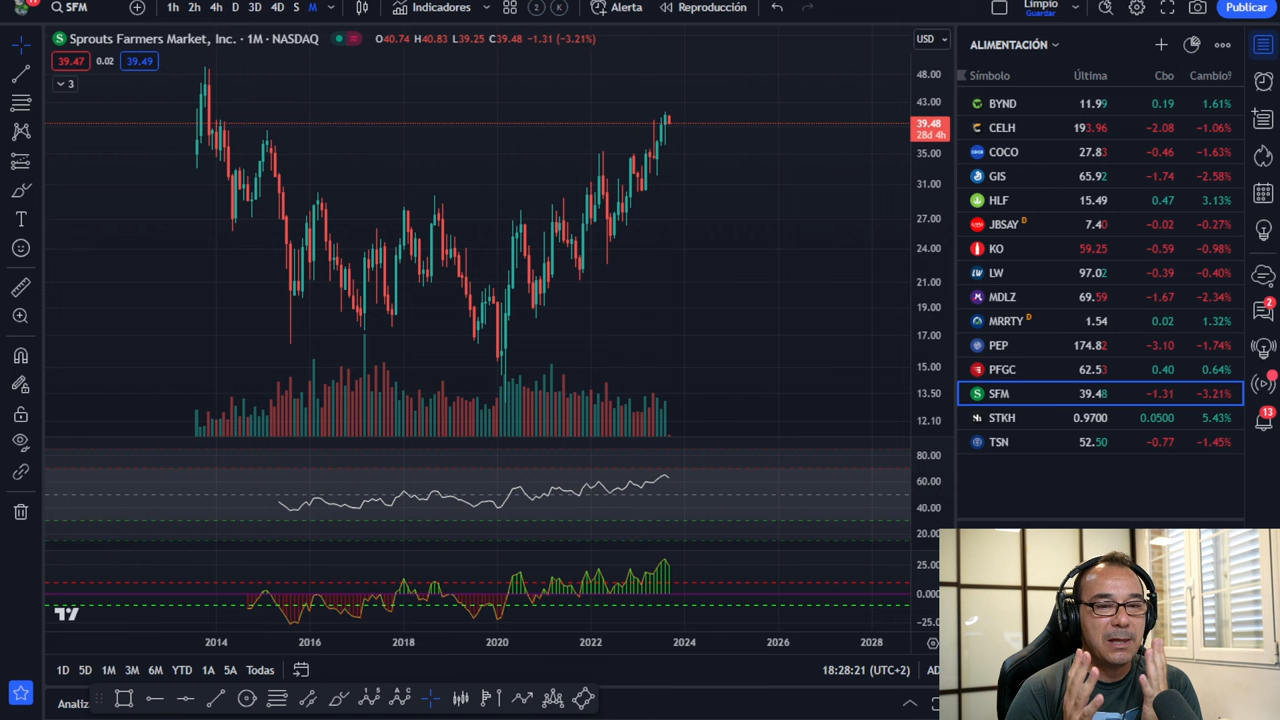 11 SFM 1h 2h 4h D 3D 4D S M Indicadores 2 K Alerta Reproducción Limpio Guardar Publicar
S Sprouts Farmers Market, Inc. · 1M · NASDAQ O40.74 H40.83 L39.25 C39.48 −1.31 (−3.21%) USD
39.47 0.02 39.49
3
48.00
43.00
39.48
28d 4h
35.00
31.00
27.00
24.00
21.00
19.00
17.00
15.00
13.50
12.10
80.00
60.00
40.00
20.00
25.00
0.000
−25.0
2014 2016 2018 2020 2022 2024 2026 2028
1D 5D 1M 3M 6M YTD 1A 5A Todas 18:28:21 (UTC+2) AD
Analiz
ALIMENTACIÓN
Símbolo Última Cbo Cambio%
BYND 11.99 0.19 1.61%
CELH 193.96 −2.08 −1.06%
COCO 27.83 −0.46 −1.63%
GIS 65.92 −1.74 −2.58%
HLF 15.49 0.47 3.13%
JBSAY D 7.40 −0.02 −0.27%
KO 59.25 −0.59 −0.98%
LW LW 97.02 −0.39 −0.40%
MDLZ 69.59 −1.67 −2.34%
MRRTY D 1.54 0.02 1.32%
PEP 174.82 −3.10 −1.74%
PFGC 62.53 0.40 0.64%
S SFM 39.48 −1.31 −3.21%
STKH 0.9700 0.0500 5.43%
TSN 52.50 −0.77 −1.45%
2
13